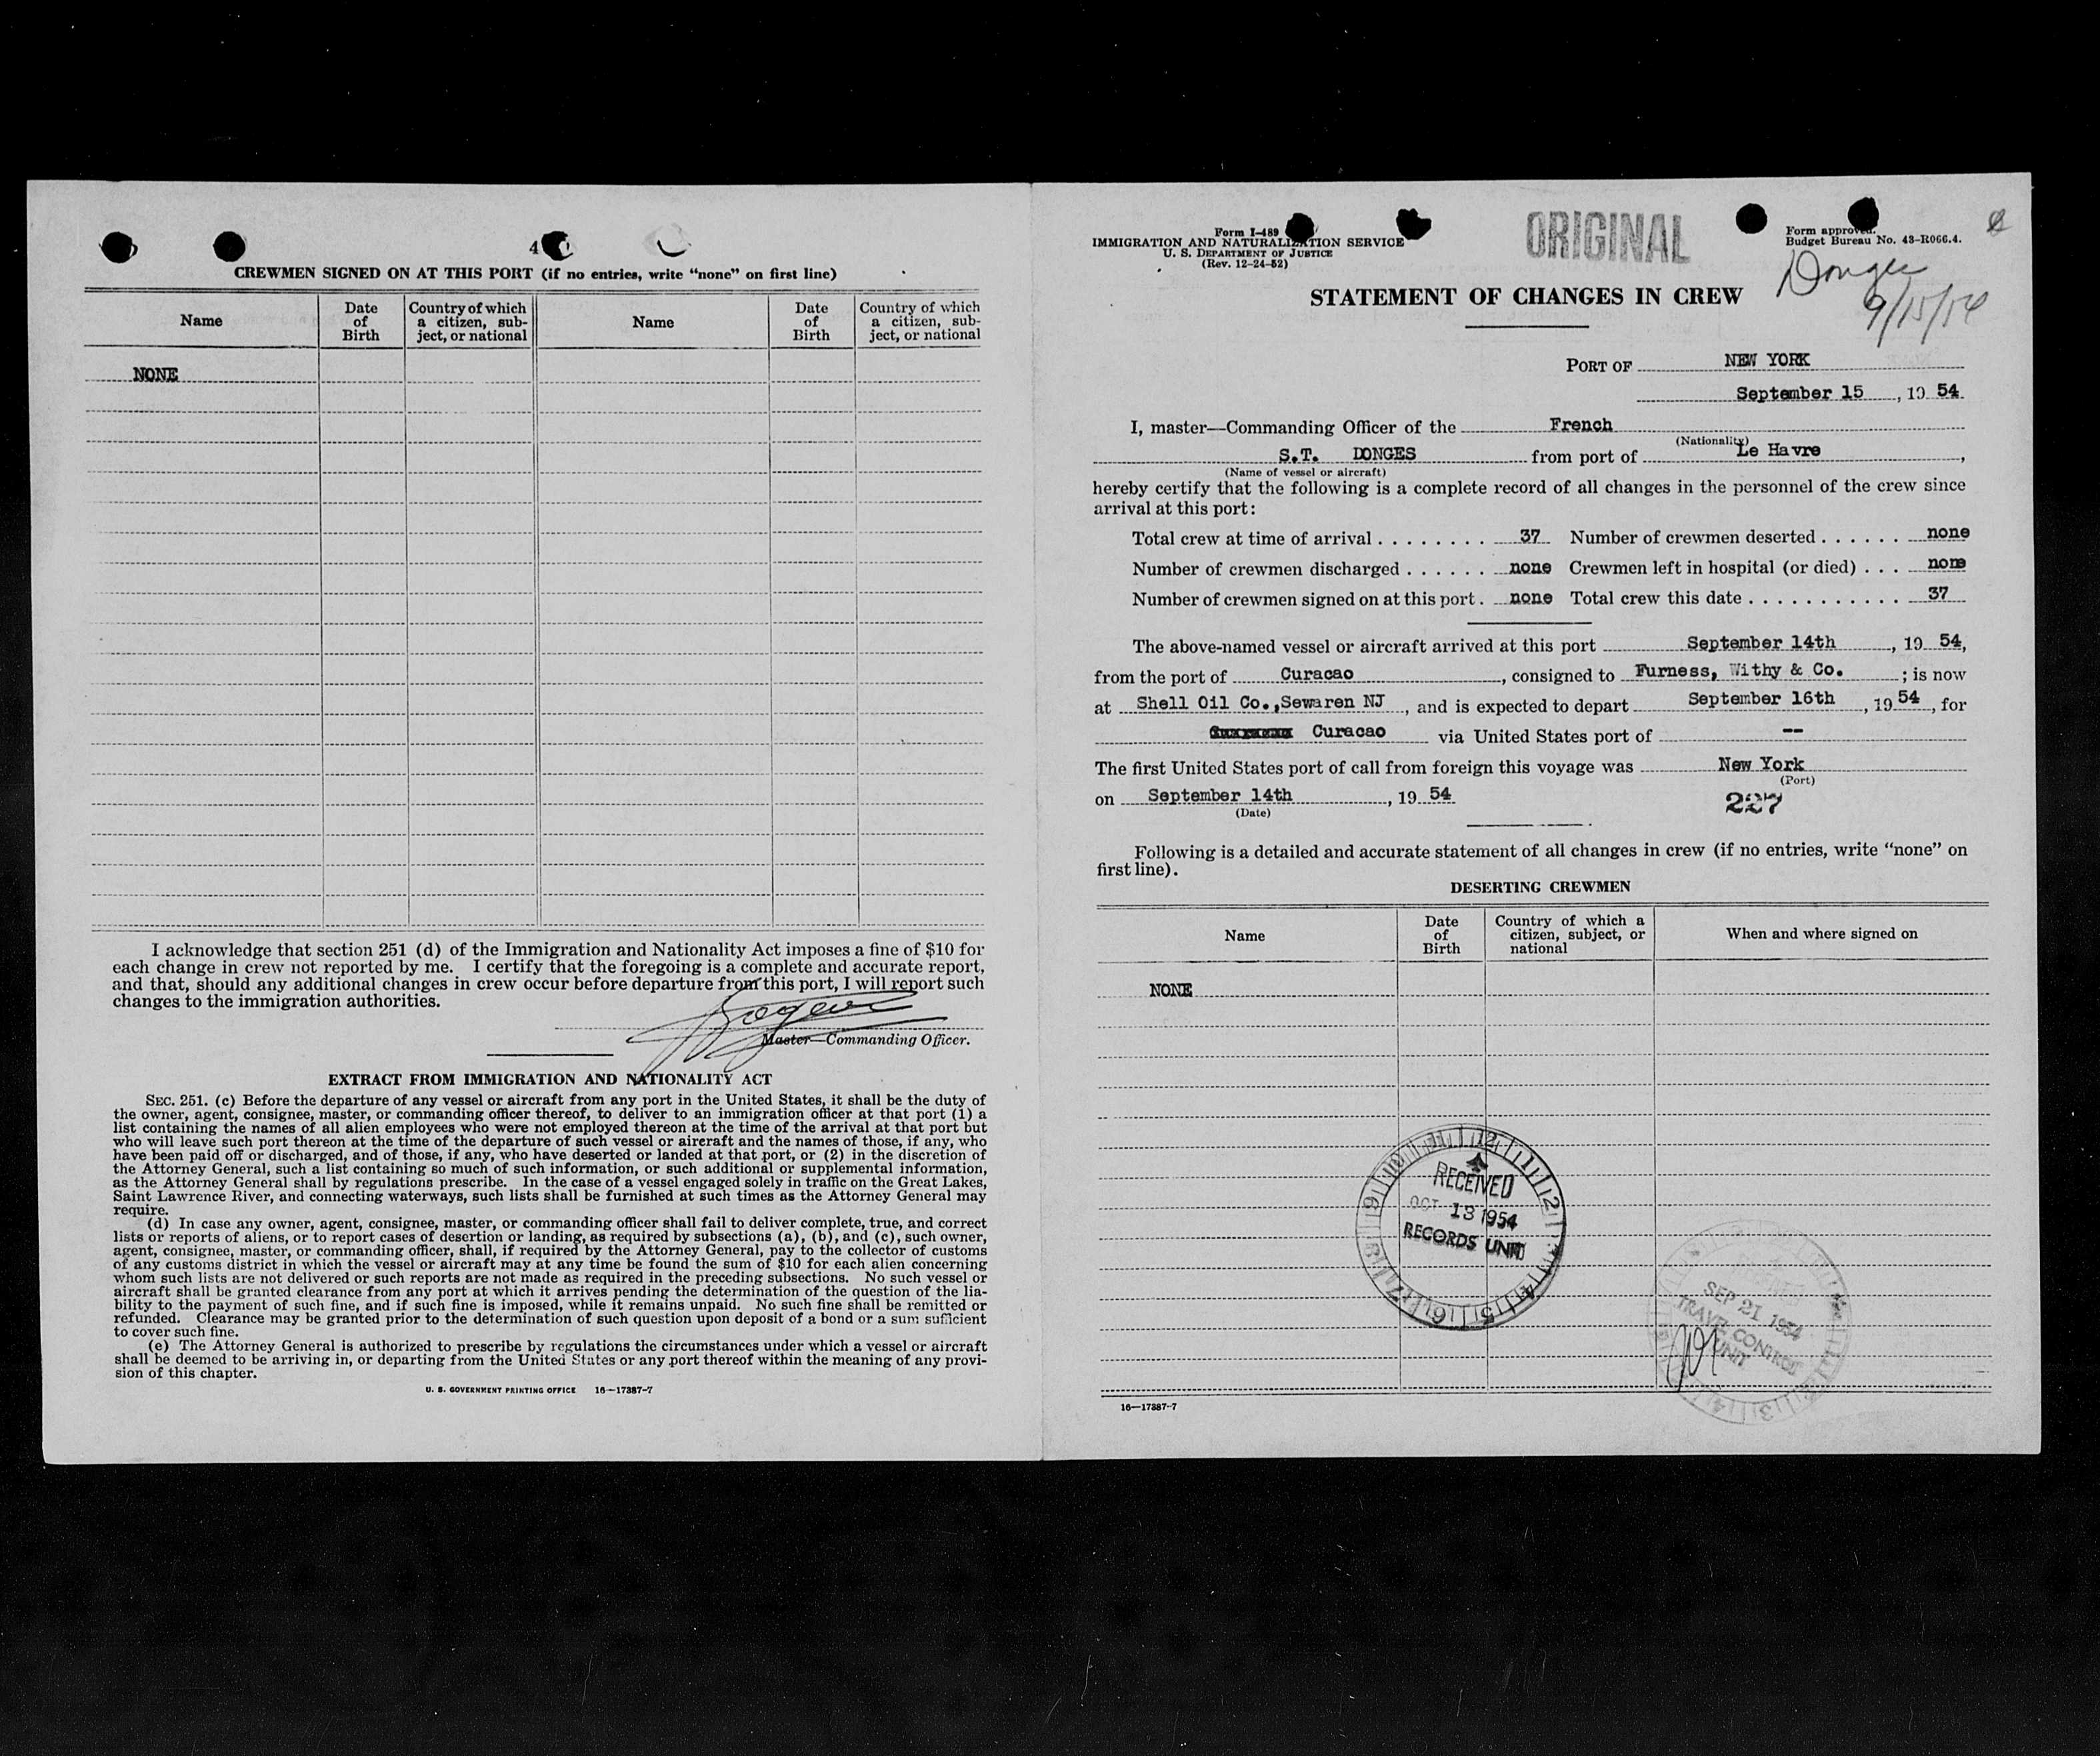 4
CREWMEN SIGNED ON AT THIS PORT (if no entries, write "none" on first line)
Name
Date of Birth
Country of which a citizen, sub-
ject, or national
Name
Date of Birth
Country of which a citizen, sub-
ject, or national
NONE
I acknowledge that section 251 (d) of the Immigration and Nationality Act imposes a fine of $10 for
each change in crew not reported by me. I certify that the foregoing is a complete and accurate report,
and that, should any additional changes in crew occur before departure from this port, I will report such
changes to the immigration authorities.
Master—Commanding Officer.
EXTRACT FROM IMMIGRATION AND NATIONALITY ACT
SEC. 251. (c) Before the departure of any vessel or aircraft from any port in the United States, it shall be the duty of
the owner, agent, consignee, master, or commanding officer thereof, to deliver to an immigration officer at that port (1) a
list containing the names of all alien employees who were not employed thereon at the time of the arrival at that port but
who will leave such port thereon at the time of the departure of such vessel or aircraft and the names of those, if any, who
have been paid off or discharged, and of those, if any, who have deserted or landed at that port, or (2) in the discretion of
the Attorney General, such a list containing so much of such information, or such additional or supplemental information,
as the Attorney General shall by regulations prescribe. In the case of a vessel engaged solely in traffic on the Great Lakes,
Saint Lawrence River, and connecting waterways, such lists shall be furnished at such times as the Attorney General may
require.
(d) In case any owner, agent, consignee, master, or commanding officer shall fail to deliver complete, true, and correct
lists or reports of aliens, or to report cases of desertion or landing, as required by subsections (a), (b), and (c), such owner,
agent, consignee, master, or commanding officer, shall, if required by the Attorney General, pay to the collector of customs
of any customs district in which the vessel or aircraft may at any time be found the sum of $10 for each alien concerning
whom such lists are not delivered or such reports are not made as required in the preceding subsections. No such vessel or
aircraft shall be granted clearance from any port at which it arrives pending the determination of the question of the lia-
bility to the payment of such fine, and if such fine is imposed, while it remains unpaid. No such fine shall be remitted or
refunded. Clearance may be granted prior to the determination of such question upon deposit of a bond or a sum sufficient
to cover such fine.
(e) The Attorney General is authorized to prescribe by regulations the circumstances under which a vessel or aircraft
shall be deemed to be arriving in, or departing from the United States or any port thereof within the meaning of any provi-
sion of this chapter.
U. S. GOVERNMENT PRINTING OFFICE 16—17387-7
Form I-489
IMMIGRATION AND NATURALIZATION SERVICE
U. S. DEPARTMENT OF JUSTICE
(Rev. 12-24-52)
ORIGINAL
Form approved.
Budget Bureau No. 43-R066.4.
Donges
9/15/54
STATEMENT OF CHANGES IN CREW
PORT OF NEW YORK
September 15, 19 54
I, master—Commanding Officer of the French
(Nationality)
S.T. DONGES from port of Le Havre,
(Name of vessel or aircraft)
hereby certify that the following is a complete record of all changes in the personnel of the crew since
arrival at this port:
Total crew at time of arrival . . . . . . . . 37 Number of crewmen deserted . . . . . . none
Number of crewmen discharged . . . . . . none Crewmen left in hospital (or died) . . . none
Number of crewmen signed on at this port . none Total crew this date . . . . . . . . . . . 37
The above-named vessel or aircraft arrived at this port September 14th, 19 54,
from the port of Curacao, consigned to Furness, Withy & Co.; is now
at Shell Oil Co., Sewaren NJ, and is expected to depart September 16th, 19 54, for
Curacao via United States port of --
The first United States port of call from foreign this voyage was New York
(Port)
on September 14th, 19 54
(Date)
227
Following is a detailed and accurate statement of all changes in crew (if no entries, write "none" on
first line).
DESERTING CREWMEN
Name
Date of Birth
Country of which a citizen, subject, or national
When and where signed on
NONE
RECEIVED
OCT 13 1954
RECORDS UNIT
SEP 21 1954
TRAVEL CONTROL
UNIT
16—17387-7